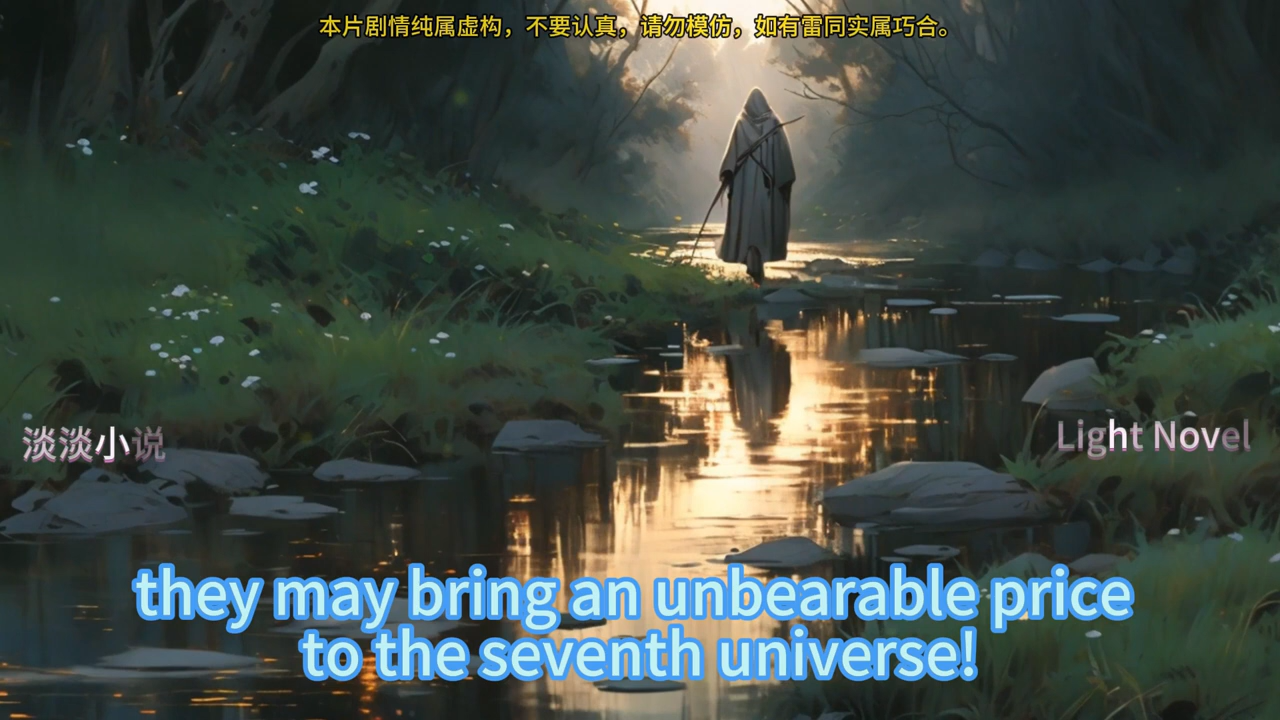 本片剧情纯属虚构，不要认真，请勿模仿，如有雷同实属巧合。
淡淡小说
Light Novel
they may bring an unbearable price
to the seventh universe!